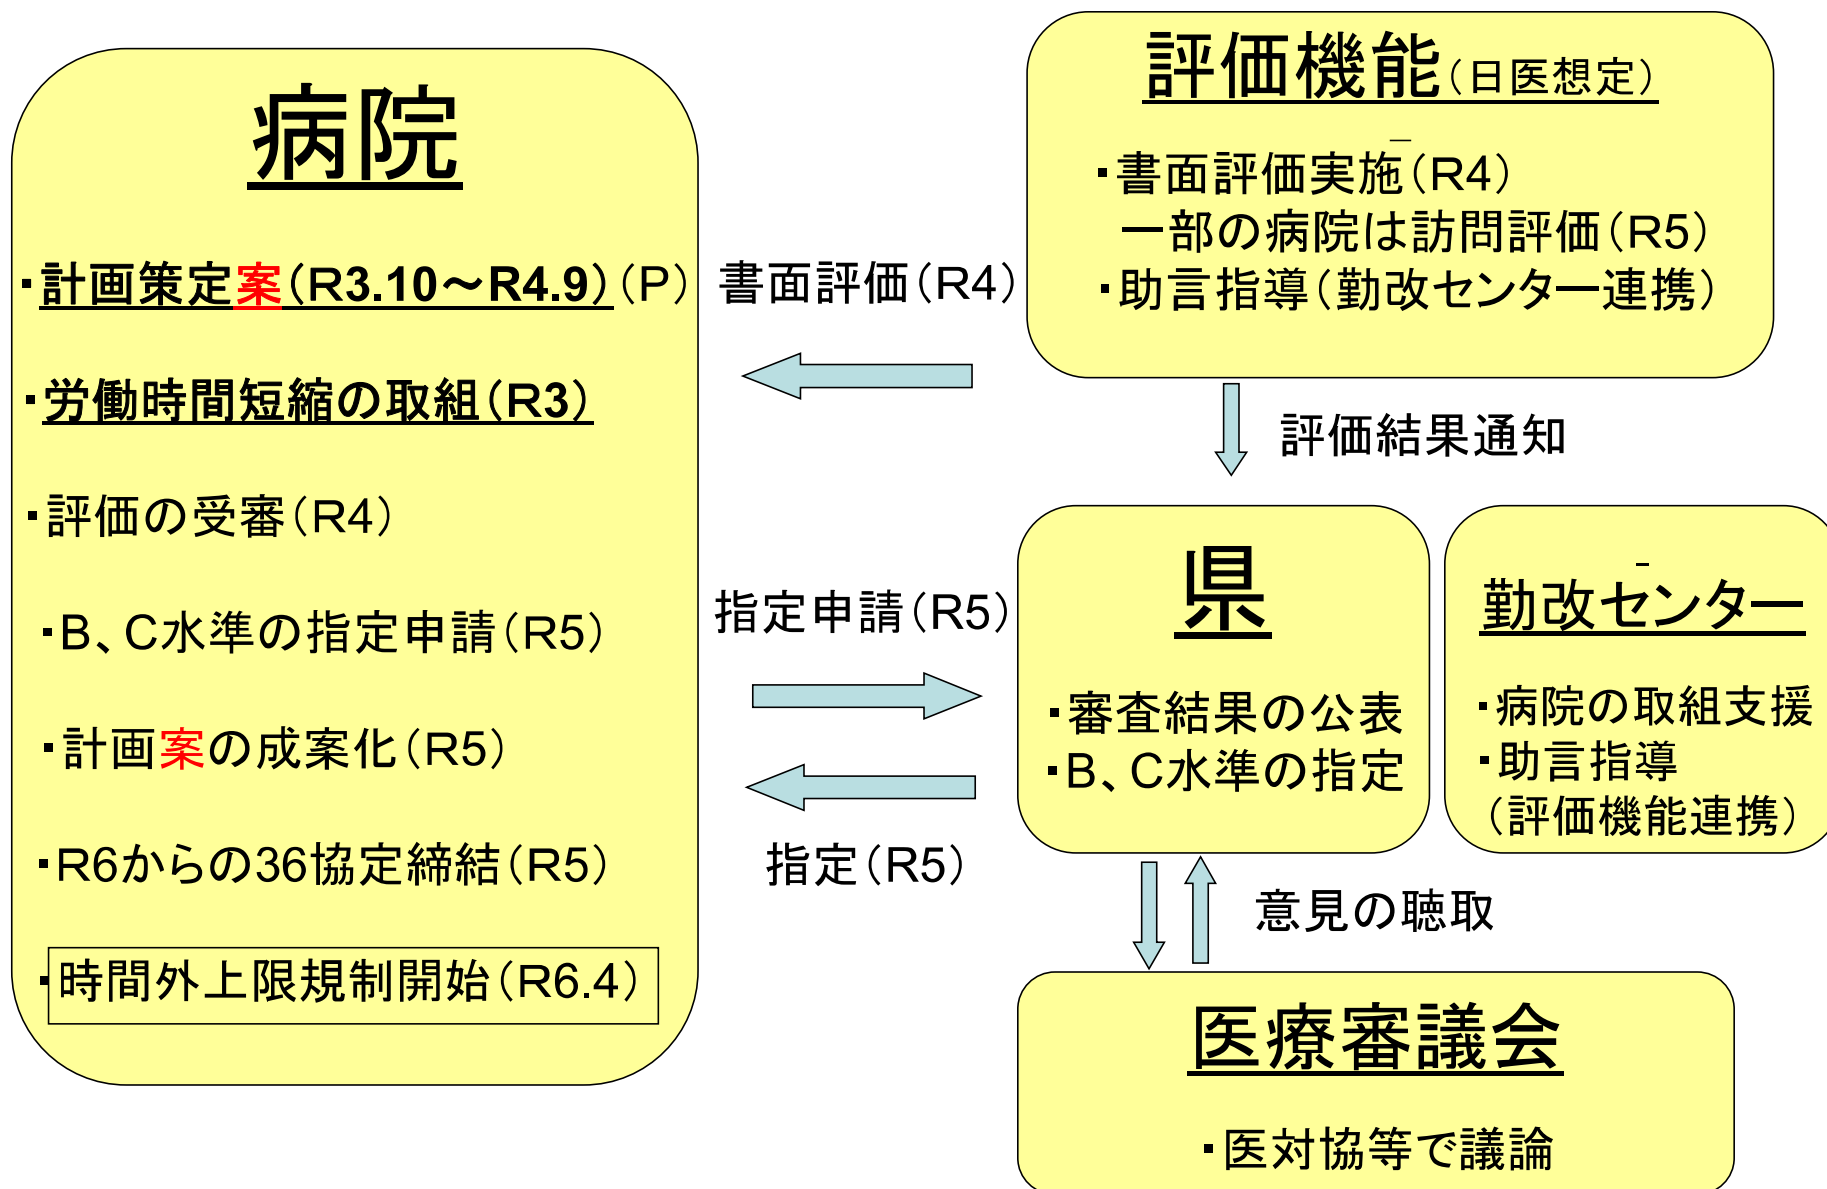 病院
・計画策定案(R3.10～R4.9)(P)
・労働時間短縮の取組(R3)
・評価の受審(R4)
・B、C水準の指定申請(R5)
・計画案の成案化(R5)
・R6からの36協定締結(R5)
・時間外上限規制開始(R6.4)
書面評価(R4)
指定申請(R5)
指定(R5)
評価機能(日医想定)
・書面評価実施(R4)
一部の病院は訪問評価(R5)
・助言指導(勤改センター連携)
評価結果通知
県
・審査結果の公表
・B、C水準の指定
勤改センター
・病院の取組支援
・助言指導
(評価機能連携)
意見の聴取
医療審議会
・医対協等で議論